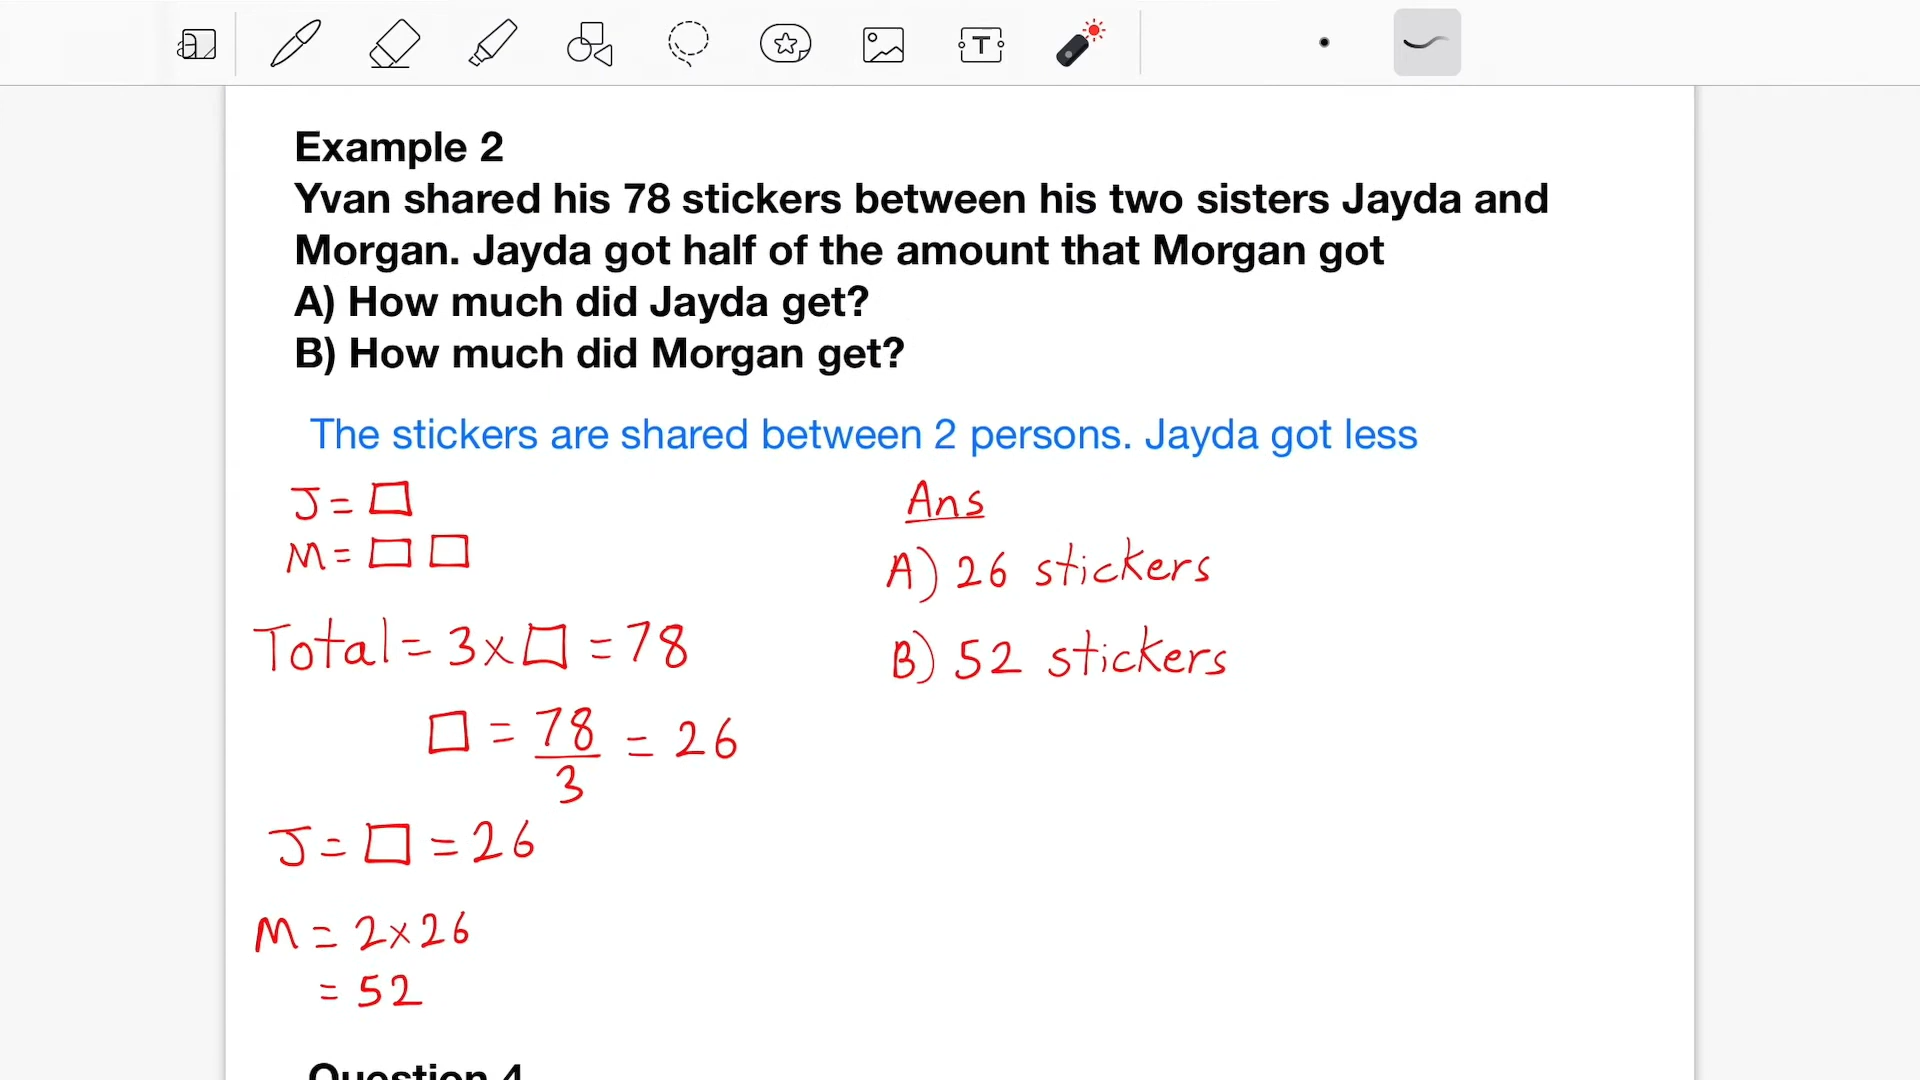 Example 2
Yvan shared his 78 stickers between his two sisters Jayda and
Morgan. Jayda got half of the amount that Morgan got
A) How much did Jayda get?
B) How much did Morgan get?
The stickers are shared between 2 persons. Jayda got less
J = □
M = □ □
Total = 3 x □ = 78
□ = 78/3 = 26
J = □ = 26
M = 2 x 26
= 52
Ans
A) 26 stickers
B) 52 stickers
Question 4